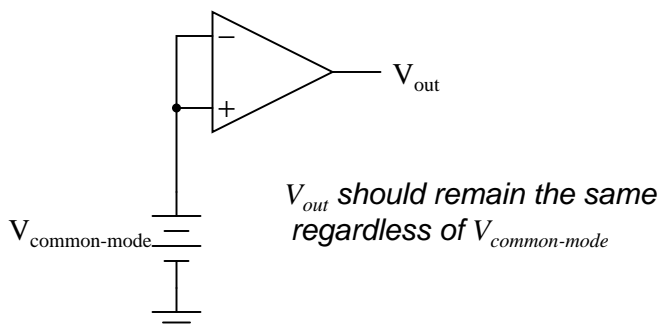 −
V_out
+
V_out should remain the same
regardless of V_common-mode
V_common-mode